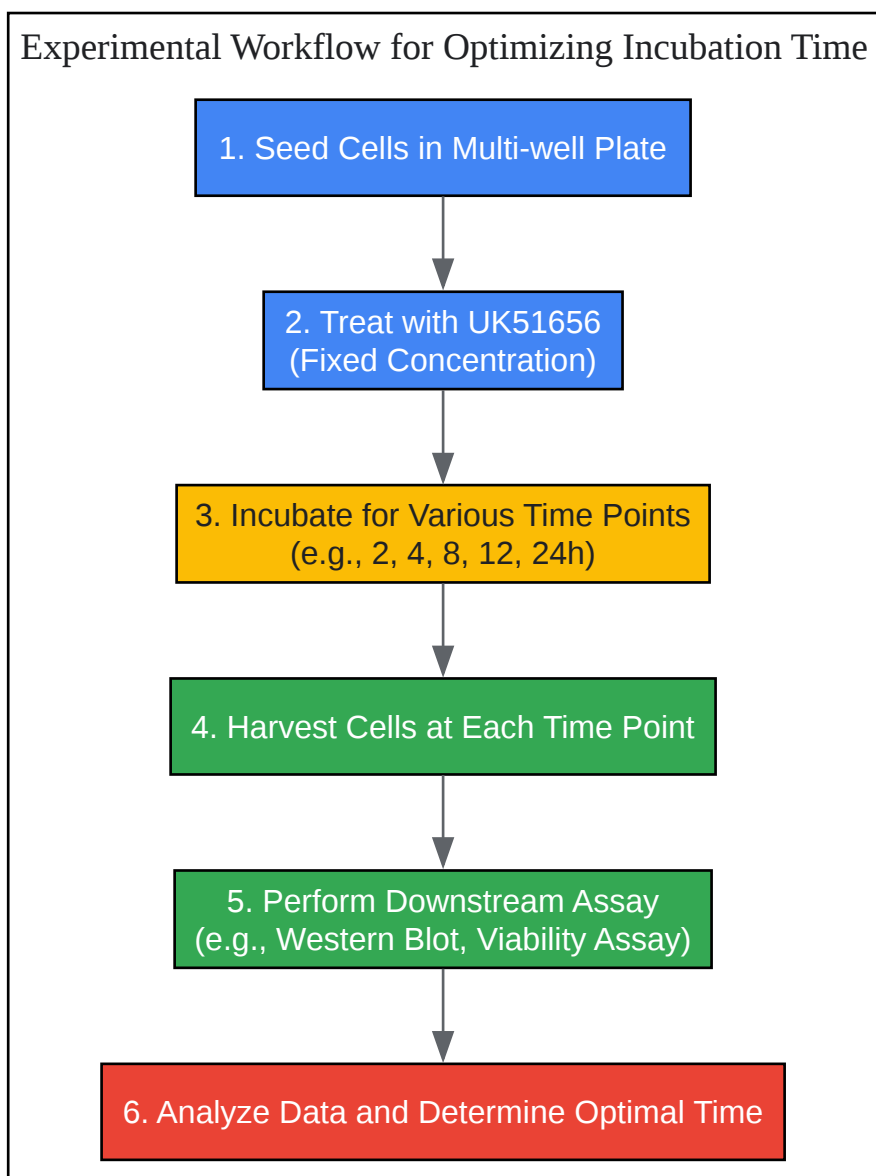 Experimental Workflow for Optimizing Incubation Time
1. Seed Cells in Multi-well Plate
2. Treat with UK51656
(Fixed Concentration)
3. Incubate for Various Time Points
(e.g., 2, 4, 8, 12, 24h)
4. Harvest Cells at Each Time Point
5. Perform Downstream Assay
(e.g., Western Blot, Viability Assay)
6. Analyze Data and Determine Optimal Time